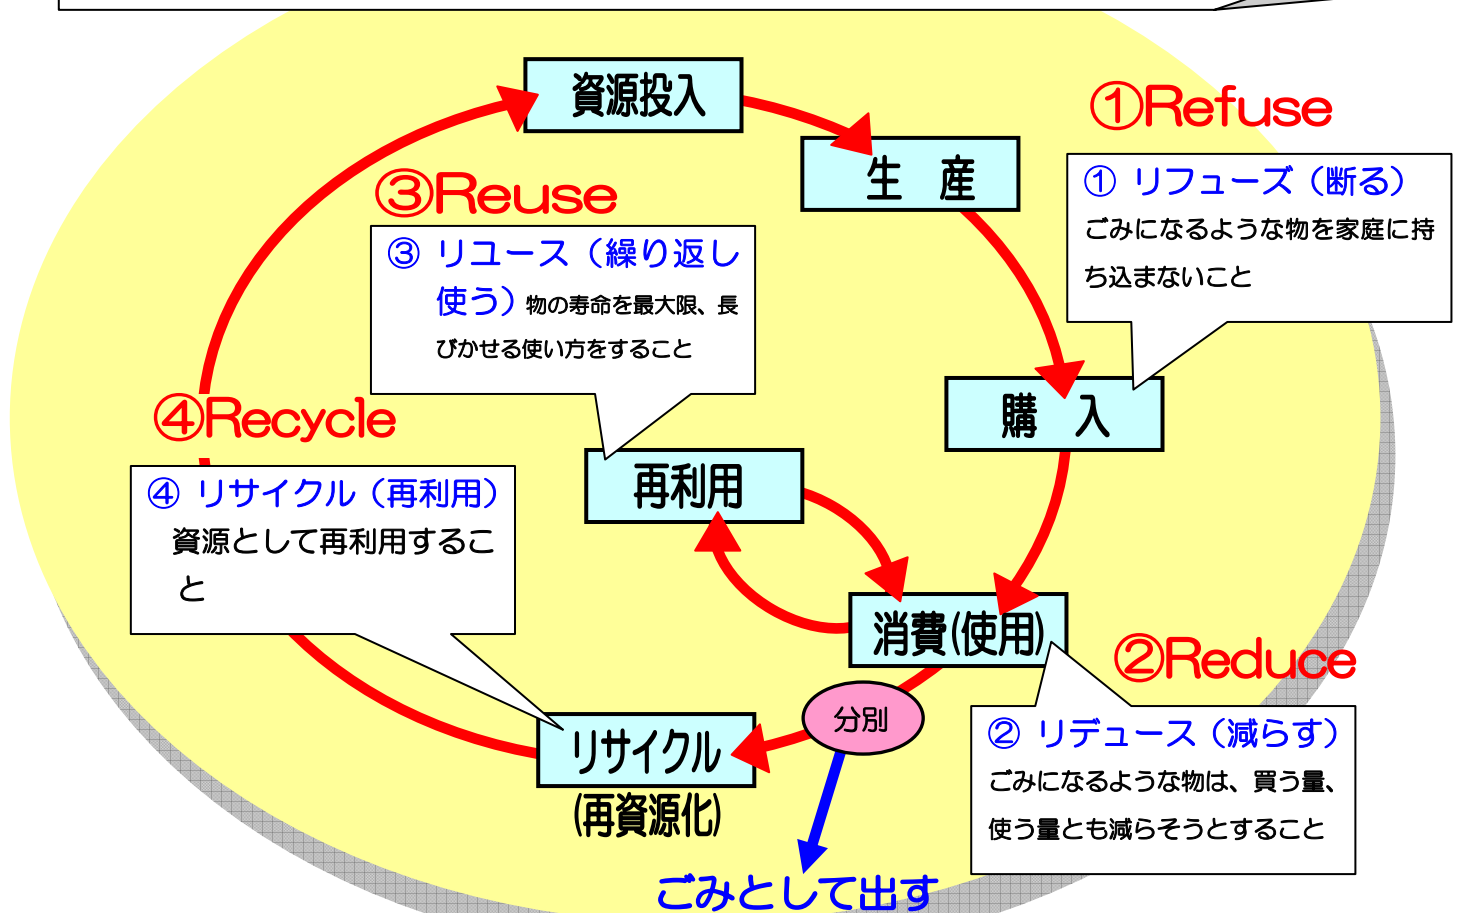 資源投入
①Refuse
生　産
① リフューズ（断る）
ごみになるような物を家庭に持
ち込まないこと
③Reuse
③ リユース（繰り返し
使う）物の寿命を最大限、長
びかせる使い方をすること
購　入
④Recycle
④ リサイクル（再利用）
資源として再利用するこ
と
再利用
消費(使用)
②Reduce
② リデュース（減らす）
ごみになるような物は、買う量、
使う量とも減らそうとすること
分別
リサイクル
(再資源化)
ごみとして出す